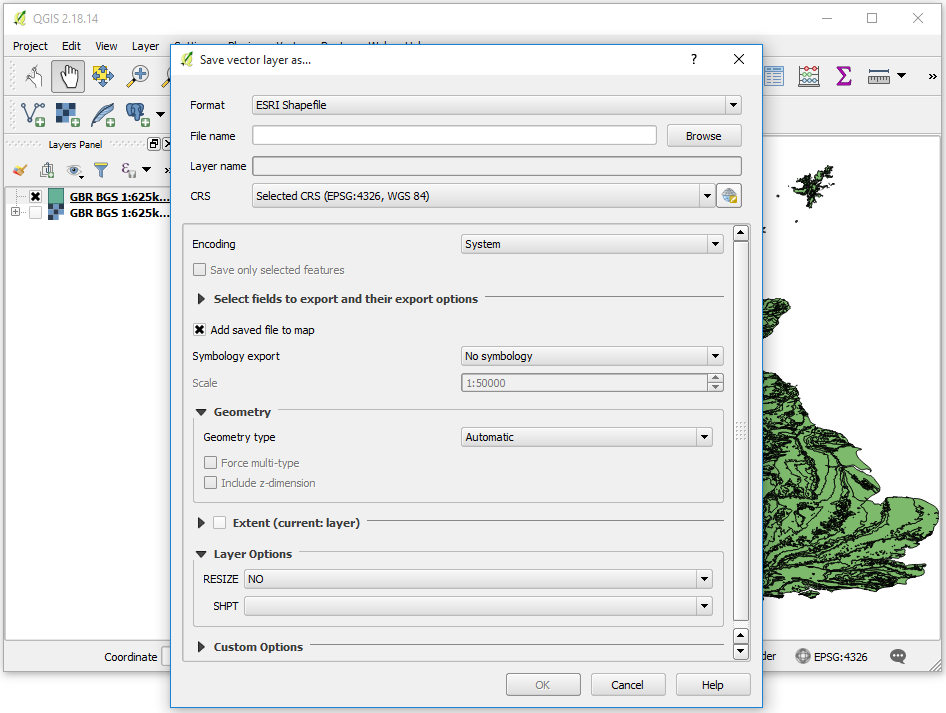 QGIS 2.18.14
Project Edit View Layer
Save vector layer as... ?
Format ESRI Shapefile
File name Browse
Layers Panel
Layer name
CRS Selected CRS (EPSG:4326, WGS 84)
GBR BGS 1:625k...
GBR BGS 1:625k...
Encoding System
Save only selected features
Select fields to export and their export options
Add saved file to map
Symbology export No symbology
Scale 1:50000
Geometry
Geometry type Automatic
Force multi-type
Include z-dimension
Extent (current: layer)
Layer Options
RESIZE NO
SHPT
Custom Options
Coordinate
der EPSG:4326
OK Cancel Help